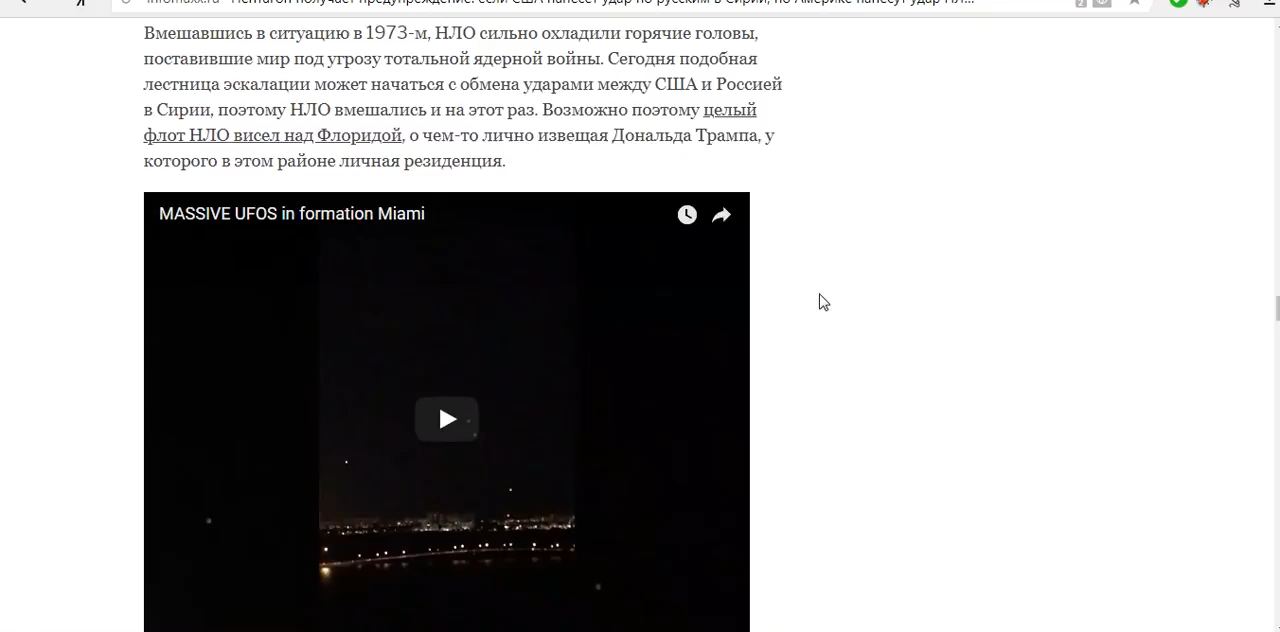 Вмешавшись в ситуацию в 1973-м, НЛО сильно охладили горячие головы,
поставившие мир под угрозу тотальной ядерной войны. Сегодня подобная
лестница эскалации может начаться с обмена ударами между США и Россией
в Сирии, поэтому НЛО вмешались и на этот раз. Возможно поэтому целый
флот НЛО висел над Флоридой, о чем-то лично извещая Дональда Трампа, у
которого в этом районе личная резиденция.
MASSIVE UFOS in formation Miami